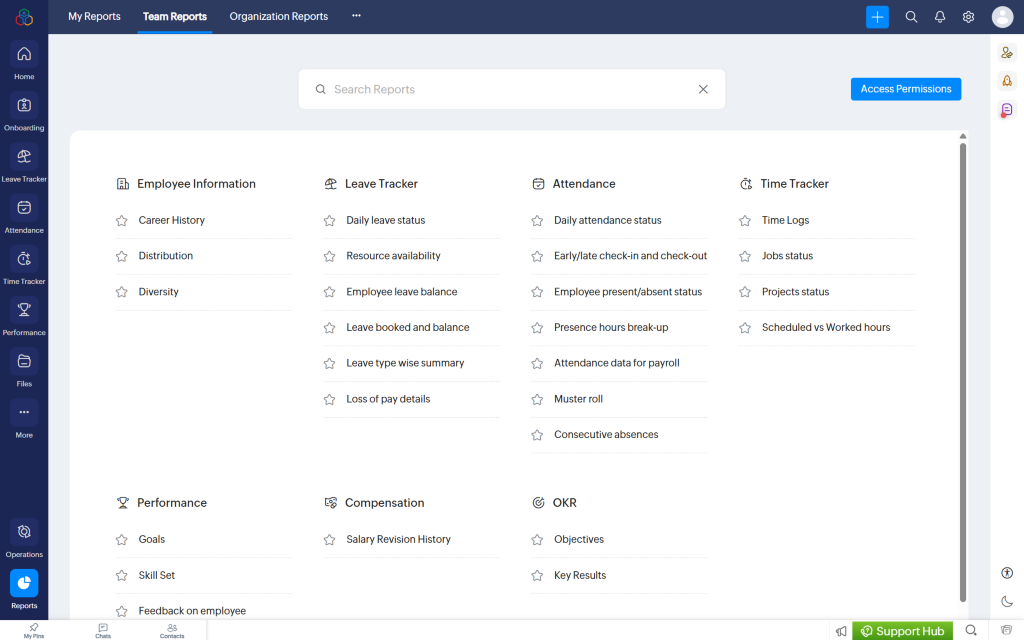 My Reports
Team Reports
Organization Reports
Home
Onboarding
Leave Tracker
Attendance
Time Tracker
Performance
Files
More
Operations
Reports
Search Reports
Access Permissions
Employee Information
Career History
Distribution
Diversity
Leave Tracker
Daily leave status
Resource availability
Employee leave balance
Leave booked and balance
Leave type wise summary
Loss of pay details
Attendance
Daily attendance status
Early/late check-in and check-out
Employee present/absent status
Presence hours break-up
Attendance data for payroll
Muster roll
Consecutive absences
Time Tracker
Time Logs
Jobs status
Projects status
Scheduled vs Worked hours
Performance
Goals
Skill Set
Feedback on employee
Compensation
Salary Revision History
OKR
Objectives
Key Results
My Pins
Chats
Contacts
Support Hub